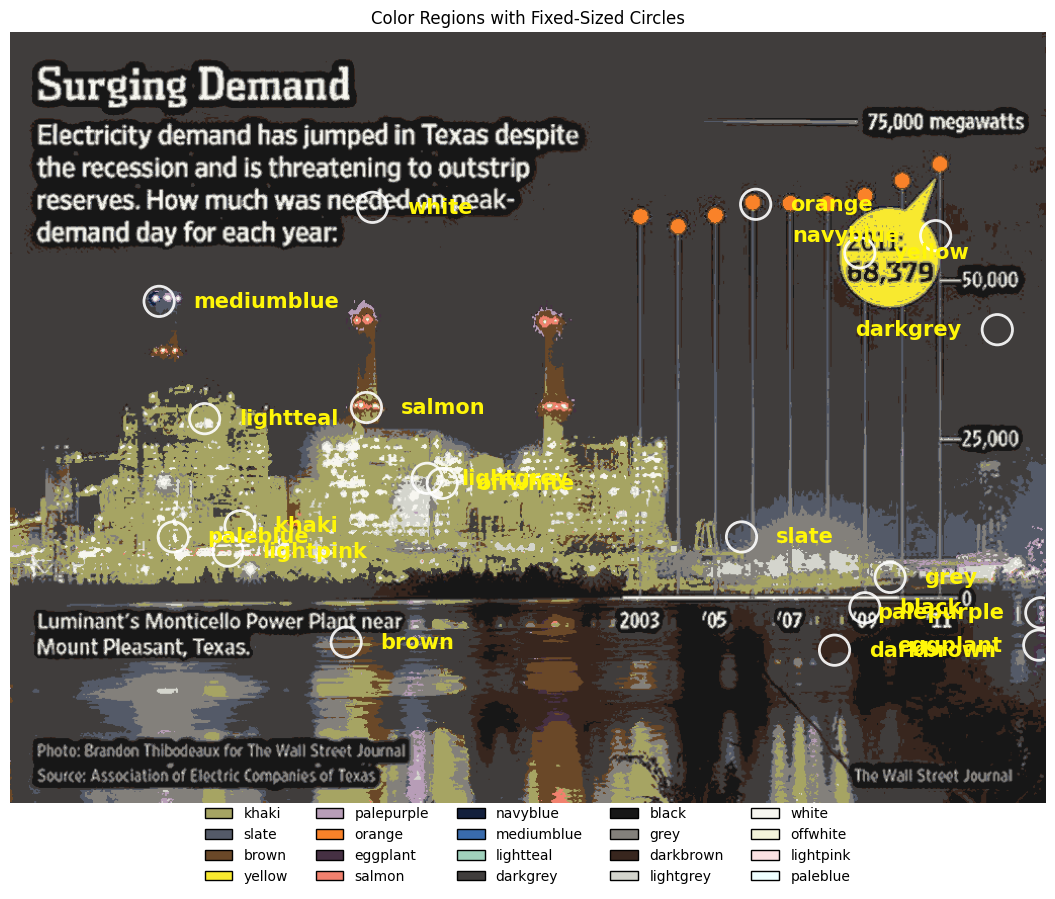 Color Regions with Fixed-Sized Circles
Surging Demand
Electricity demand has jumped in Texas despite
the recession and is threatening to outstrip
reserves. How much was needed on peak-
demand day for each year:
75,000 megawatts
white
orange
navyblue
2011:
68,379
50,000
mediumblue
darkgrey
salmon
lightteal
25,000
lightgrey
offwhite
khaki
paleblue
lightpink
slate
grey
0
black
palepurple
2003 '05 '07 '09 '11
Luminant's Monticello Power Plant near
Mount Pleasant, Texas.
brown
eggplant
darkbrown
Photo: Brandon Thibodeaux for The Wall Street Journal
Source: Association of Electric Companies of Texas
The Wall Street Journal
khaki palepurple navyblue black white
slate orange mediumblue grey offwhite
brown eggplant lightteal darkbrown lightpink
yellow salmon darkgrey lightgrey paleblue